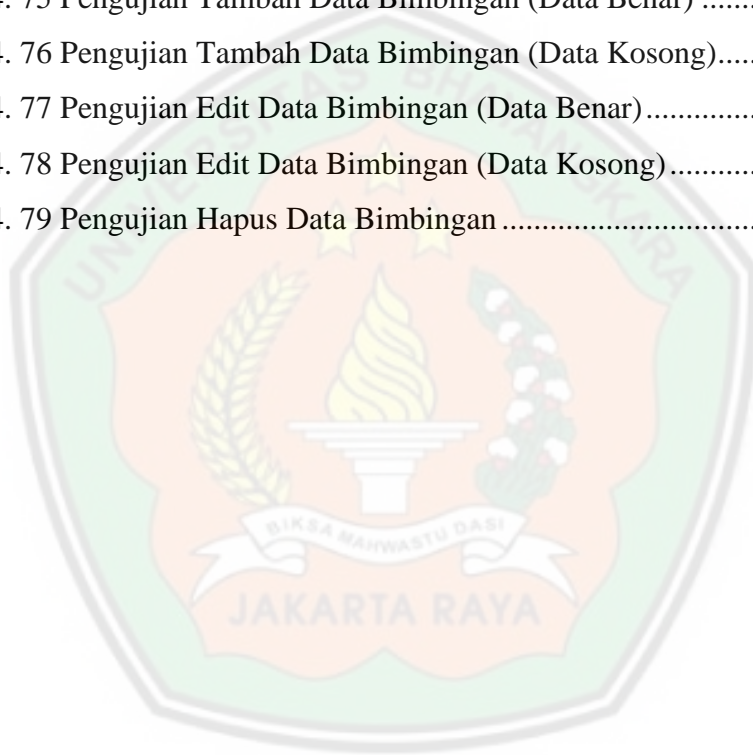 4. 75 Pengujian Tambah Data Bimbingan (Data Benar) ......
4. 76 Pengujian Tambah Data Bimbingan (Data Kosong).....
4. 77 Pengujian Edit Data Bimbingan (Data Benar) .............
4. 78 Pengujian Edit Data Bimbingan (Data Kosong) ..........
4. 79 Pengujian Hapus Data Bimbingan ...............................
UNIVERSITAS BHAYANGKARA
BIKSA MAHWASTU DASI
JAKARTA RAYA